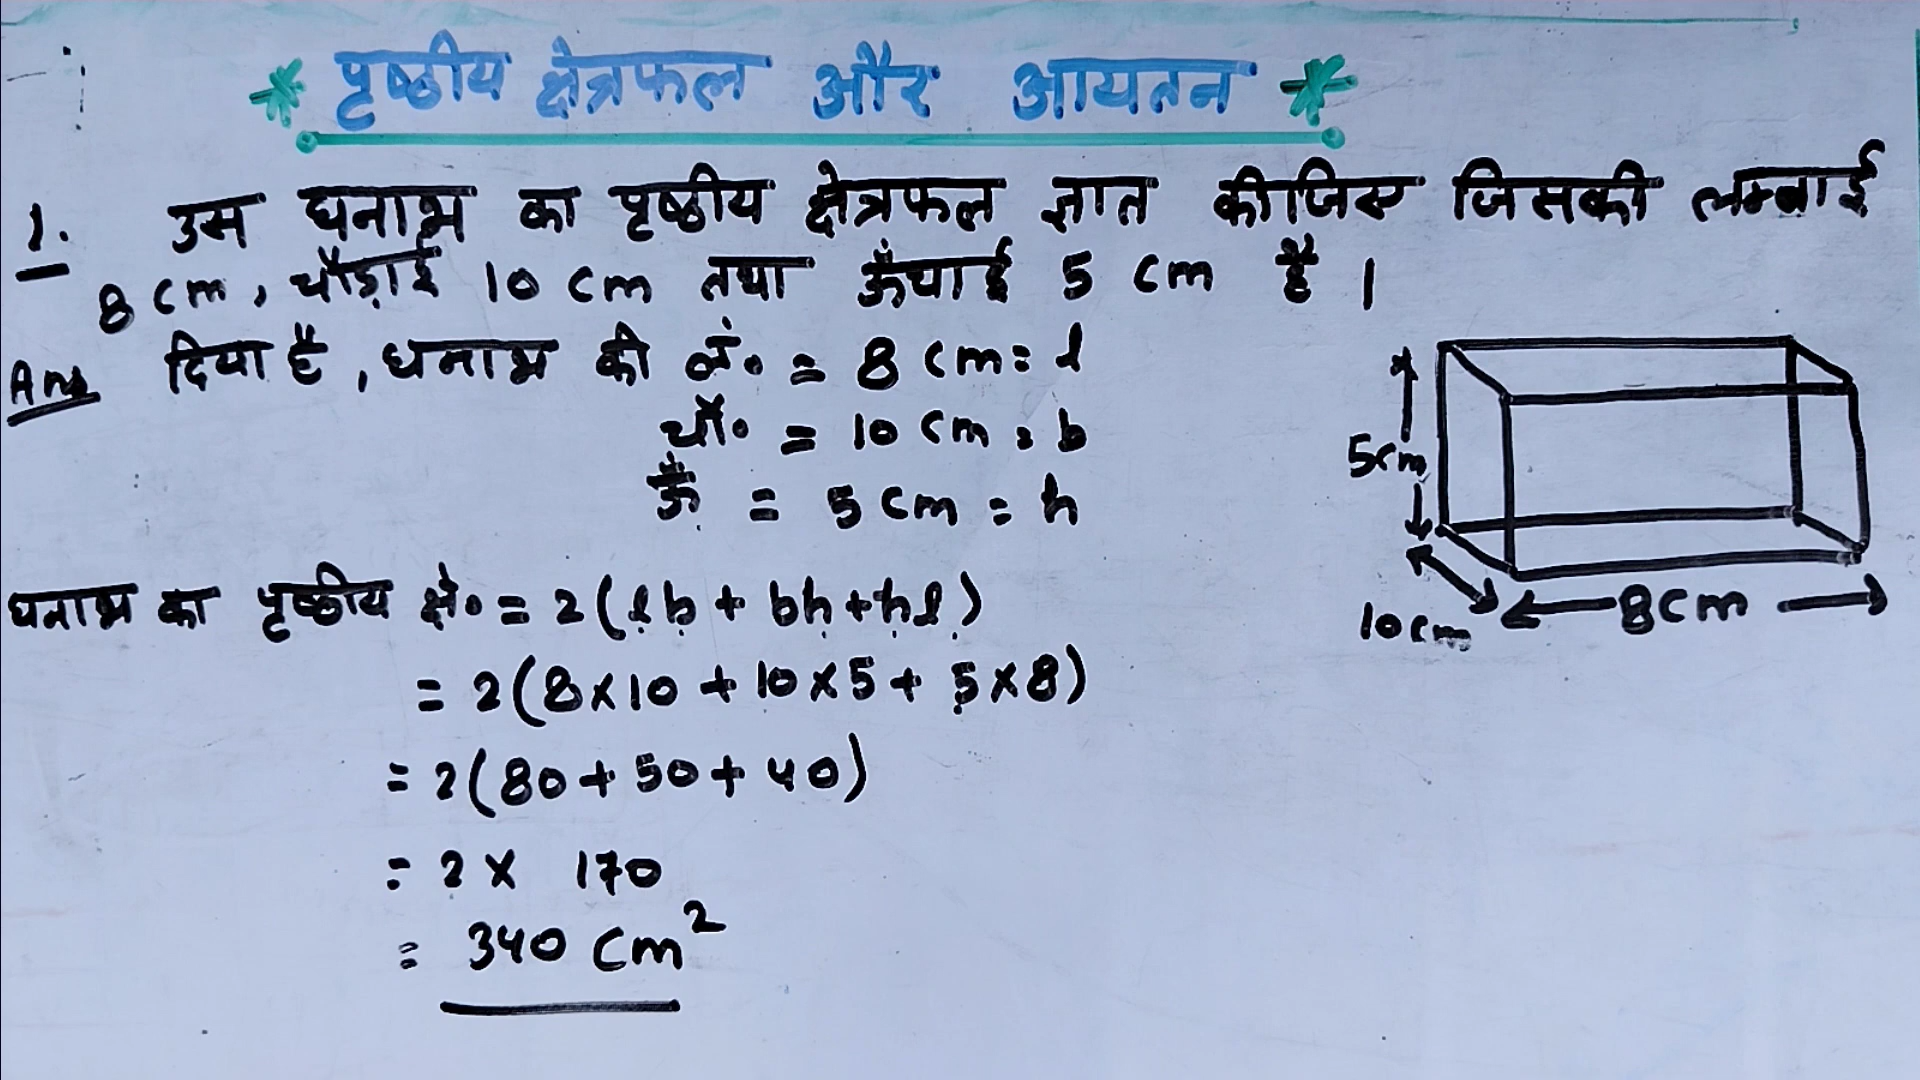 * पृष्ठीय क्षेत्रफल और आयतन *
1. उस घनाभ का पृष्ठीय क्षेत्रफल ज्ञात कीजिए जिसकी लम्बाई
8 cm, चौड़ाई 10 cm तथा ऊँचाई 5 cm है ।
Ans दिया है, घनाभ की लं० = 8 cm = l
चौ० = 10 cm = b
ऊँ = 5 cm = h
घनाभ का पृष्ठीय क्षे० = 2(lb + bh + hl)
= 2(8×10 + 10×5 + 5×8)
= 2(80 + 50 + 40)
= 2 × 170
= 340 cm²
5cm
10cm
8cm